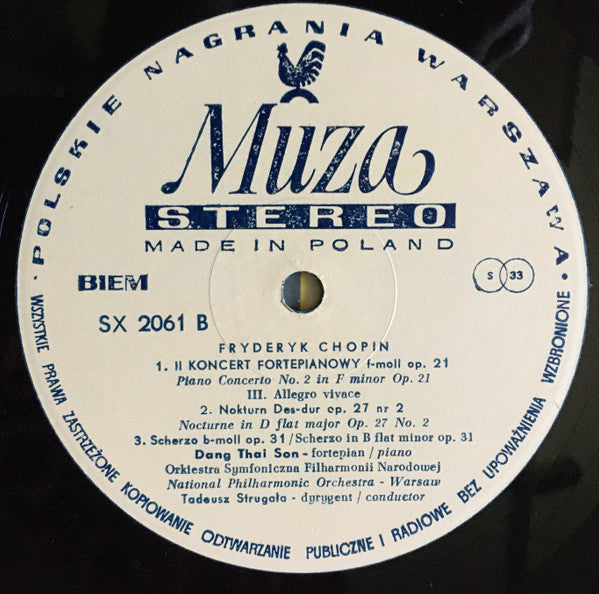 • POLSKIE NAGRANIA WARSZAWA •
Muza
STEREO
MADE IN POLAND
BIEM
S 33
SX 2061 B
FRYDERYK CHOPIN
1. II KONCERT FORTEPIANOWY f-moll op. 21
Piano Concerto No. 2 in F minor Op. 21
III. Allegro vivace
2. Nokturn Des-dur op. 27 nr 2
Nocturne in D flat major Op. 27 No. 2
3. Scherzo b-moll op. 31 / Scherzo in B flat minor op. 31
Dang Thai Son - fortepian / piano
Orkiestra Symfoniczna Filharmonii Narodowej
National Philharmonic Orchestra - Warsaw
Tadeusz Strugała - dyrygent / conductor
WSZYSTKIE PRAWA ZASTRZEŻONE KOPIOWANIE ODTWARZANIE PUBLICZNE I RADIOWE BEZ UPOWAŻNIENIA WZBRONIONE